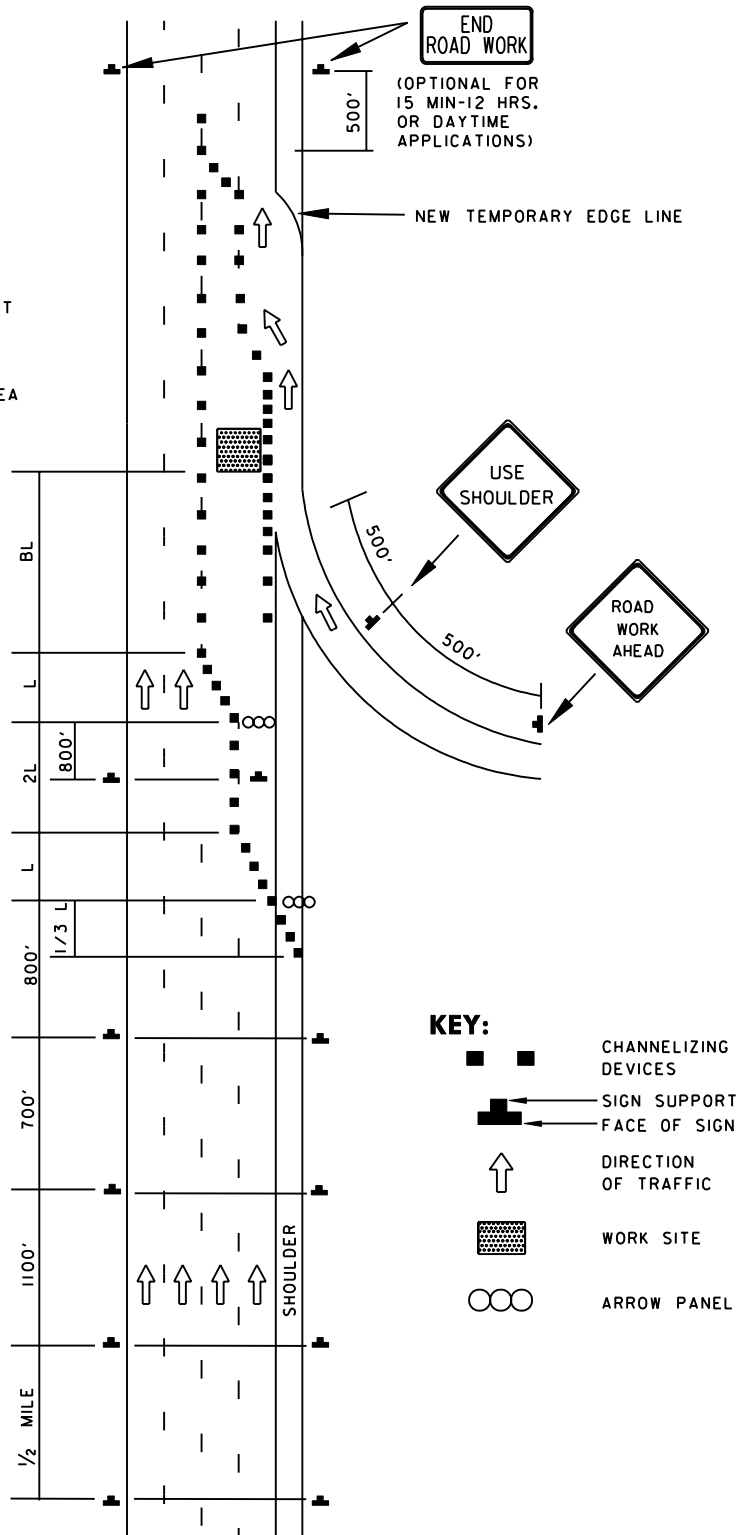 END
ROAD WORK
(OPTIONAL FOR
15 MIN-12 HRS.
OR DAYTIME
APPLICATIONS)
500'
NEW TEMPORARY EDGE LINE
T
EA
USE
SHOULDER
500'
BL
ROAD
WORK
AHEAD
500'
L
800'
2L
L
1/3 L
800'
KEY:
CHANNELIZING
DEVICES
SIGN SUPPORT
FACE OF SIGN
700'
DIRECTION
OF TRAFFIC
WORK SITE
1100'
SHOULDER
ARROW PANEL
1/2 MILE